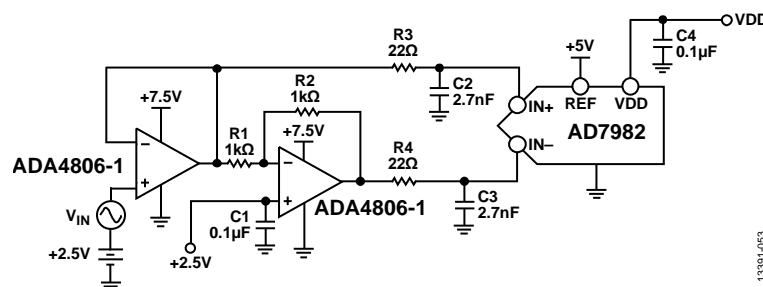 R3
22Ω
C2
2.7nF
C4
0.1µF
VDD
+5V
REF
VDD
IN+
IN–
AD7982
+7.5V
R2
1kΩ
R1
1kΩ
+7.5V
−
+
ADA4806-1
−
+
ADA4806-1
R4
22Ω
C3
2.7nF
C1
0.1µF
VIN
+2.5V
+2.5V
13391-053